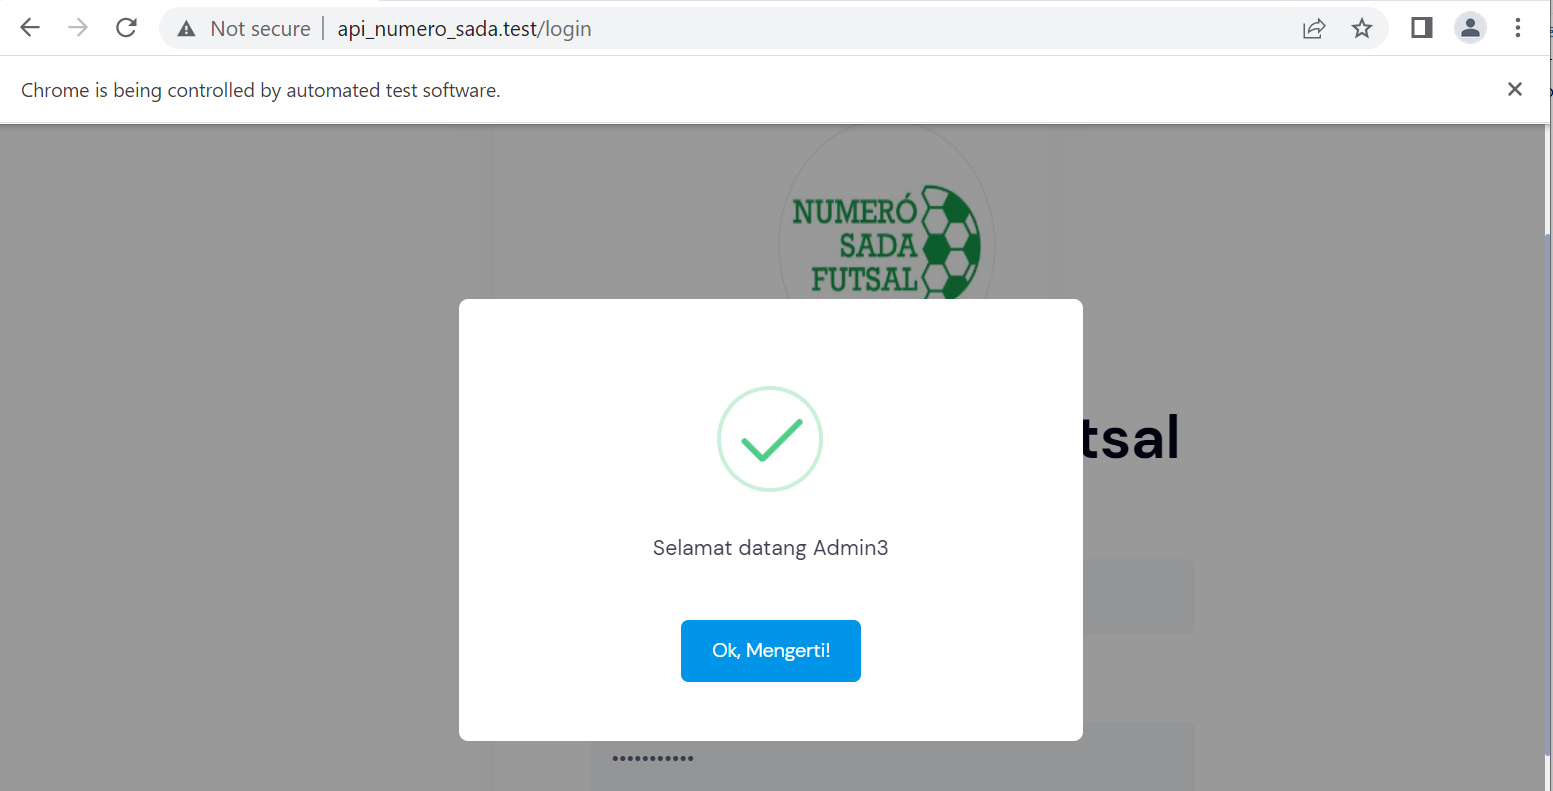 Not secure | api_numero_sada.test/login
Chrome is being controlled by automated test software.
NUMERÓ
SADA
FUTSAL
tsal
Selamat datang Admin3
Ok, Mengerti!
•••••••••••